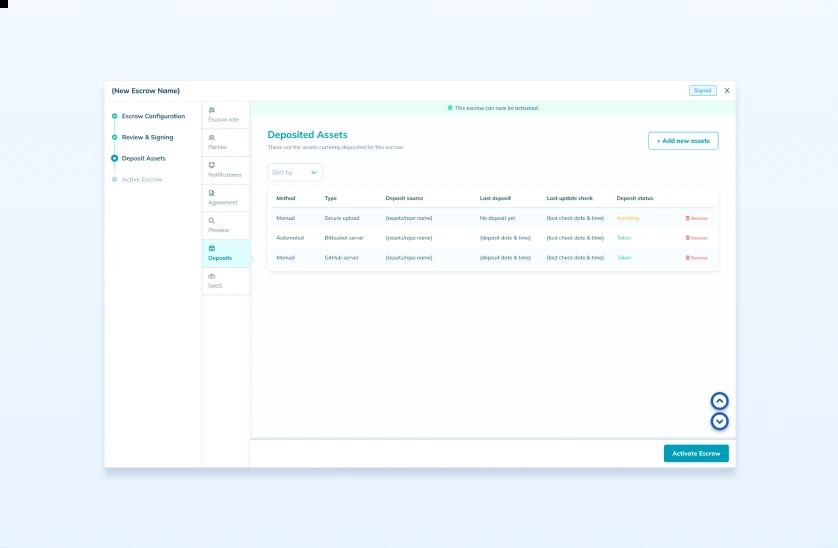 {New Escrow Name}
Signed
X
Escrow Configuration
Review & Signing
Deposit Assets
Active Escrow
Escrow role
Parties
Notifications
Agreement
Preview
Deposits
SaaS
This escrow can now be activated.
Deposited Assets
These are the assets currently deposited for this escrow.
+ Add new assets
Sort by
Method Type Deposit source Last deposit Last update check Deposit status
Manual Secure upload {assets/repo name} No deposit yet {last check date & time} Awaiting Remove
Automated Bitbucket server {assets/repo name} {deposit date & time} {last check date & time} Taken Remove
Manual GitHub server {assets/repo name} {deposit date & time} {last check date & time} Taken Remove
Activate Escrow